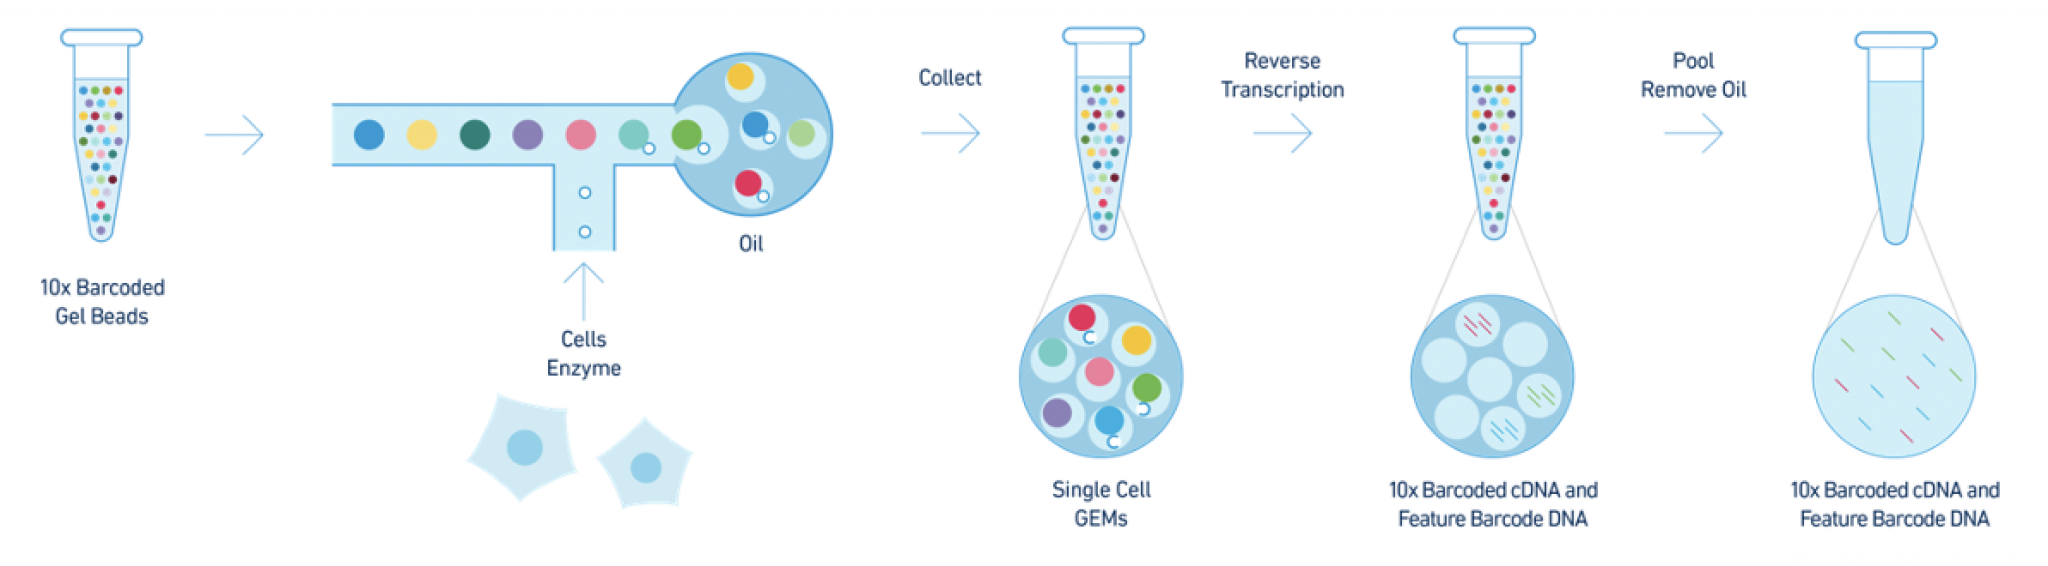 10x Barcoded
Gel Beads
Cells
Enzyme
Oil
Collect
Single Cell
GEMs
Reverse
Transcription
10x Barcoded cDNA and
Feature Barcode DNA
Pool
Remove Oil
10x Barcoded cDNA and
Feature Barcode DNA